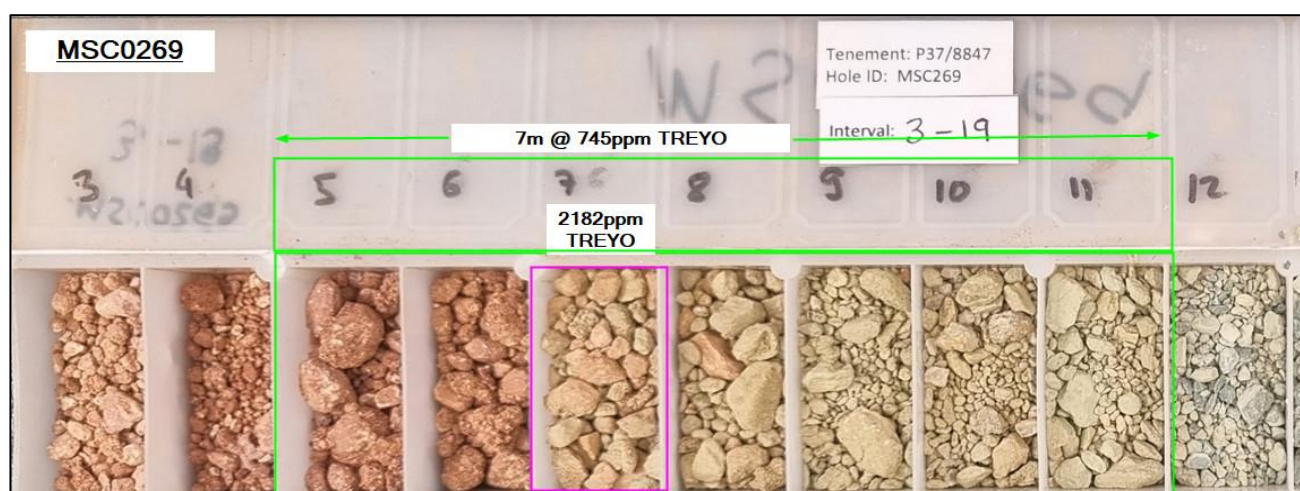 MSC0269
Tenement: P37/8847
Hole ID: MSC269
Interval: 3-19
7m @ 745ppm TREYO
3 4 5 6 7 8 9 10 11 12
2182ppm
TREYO